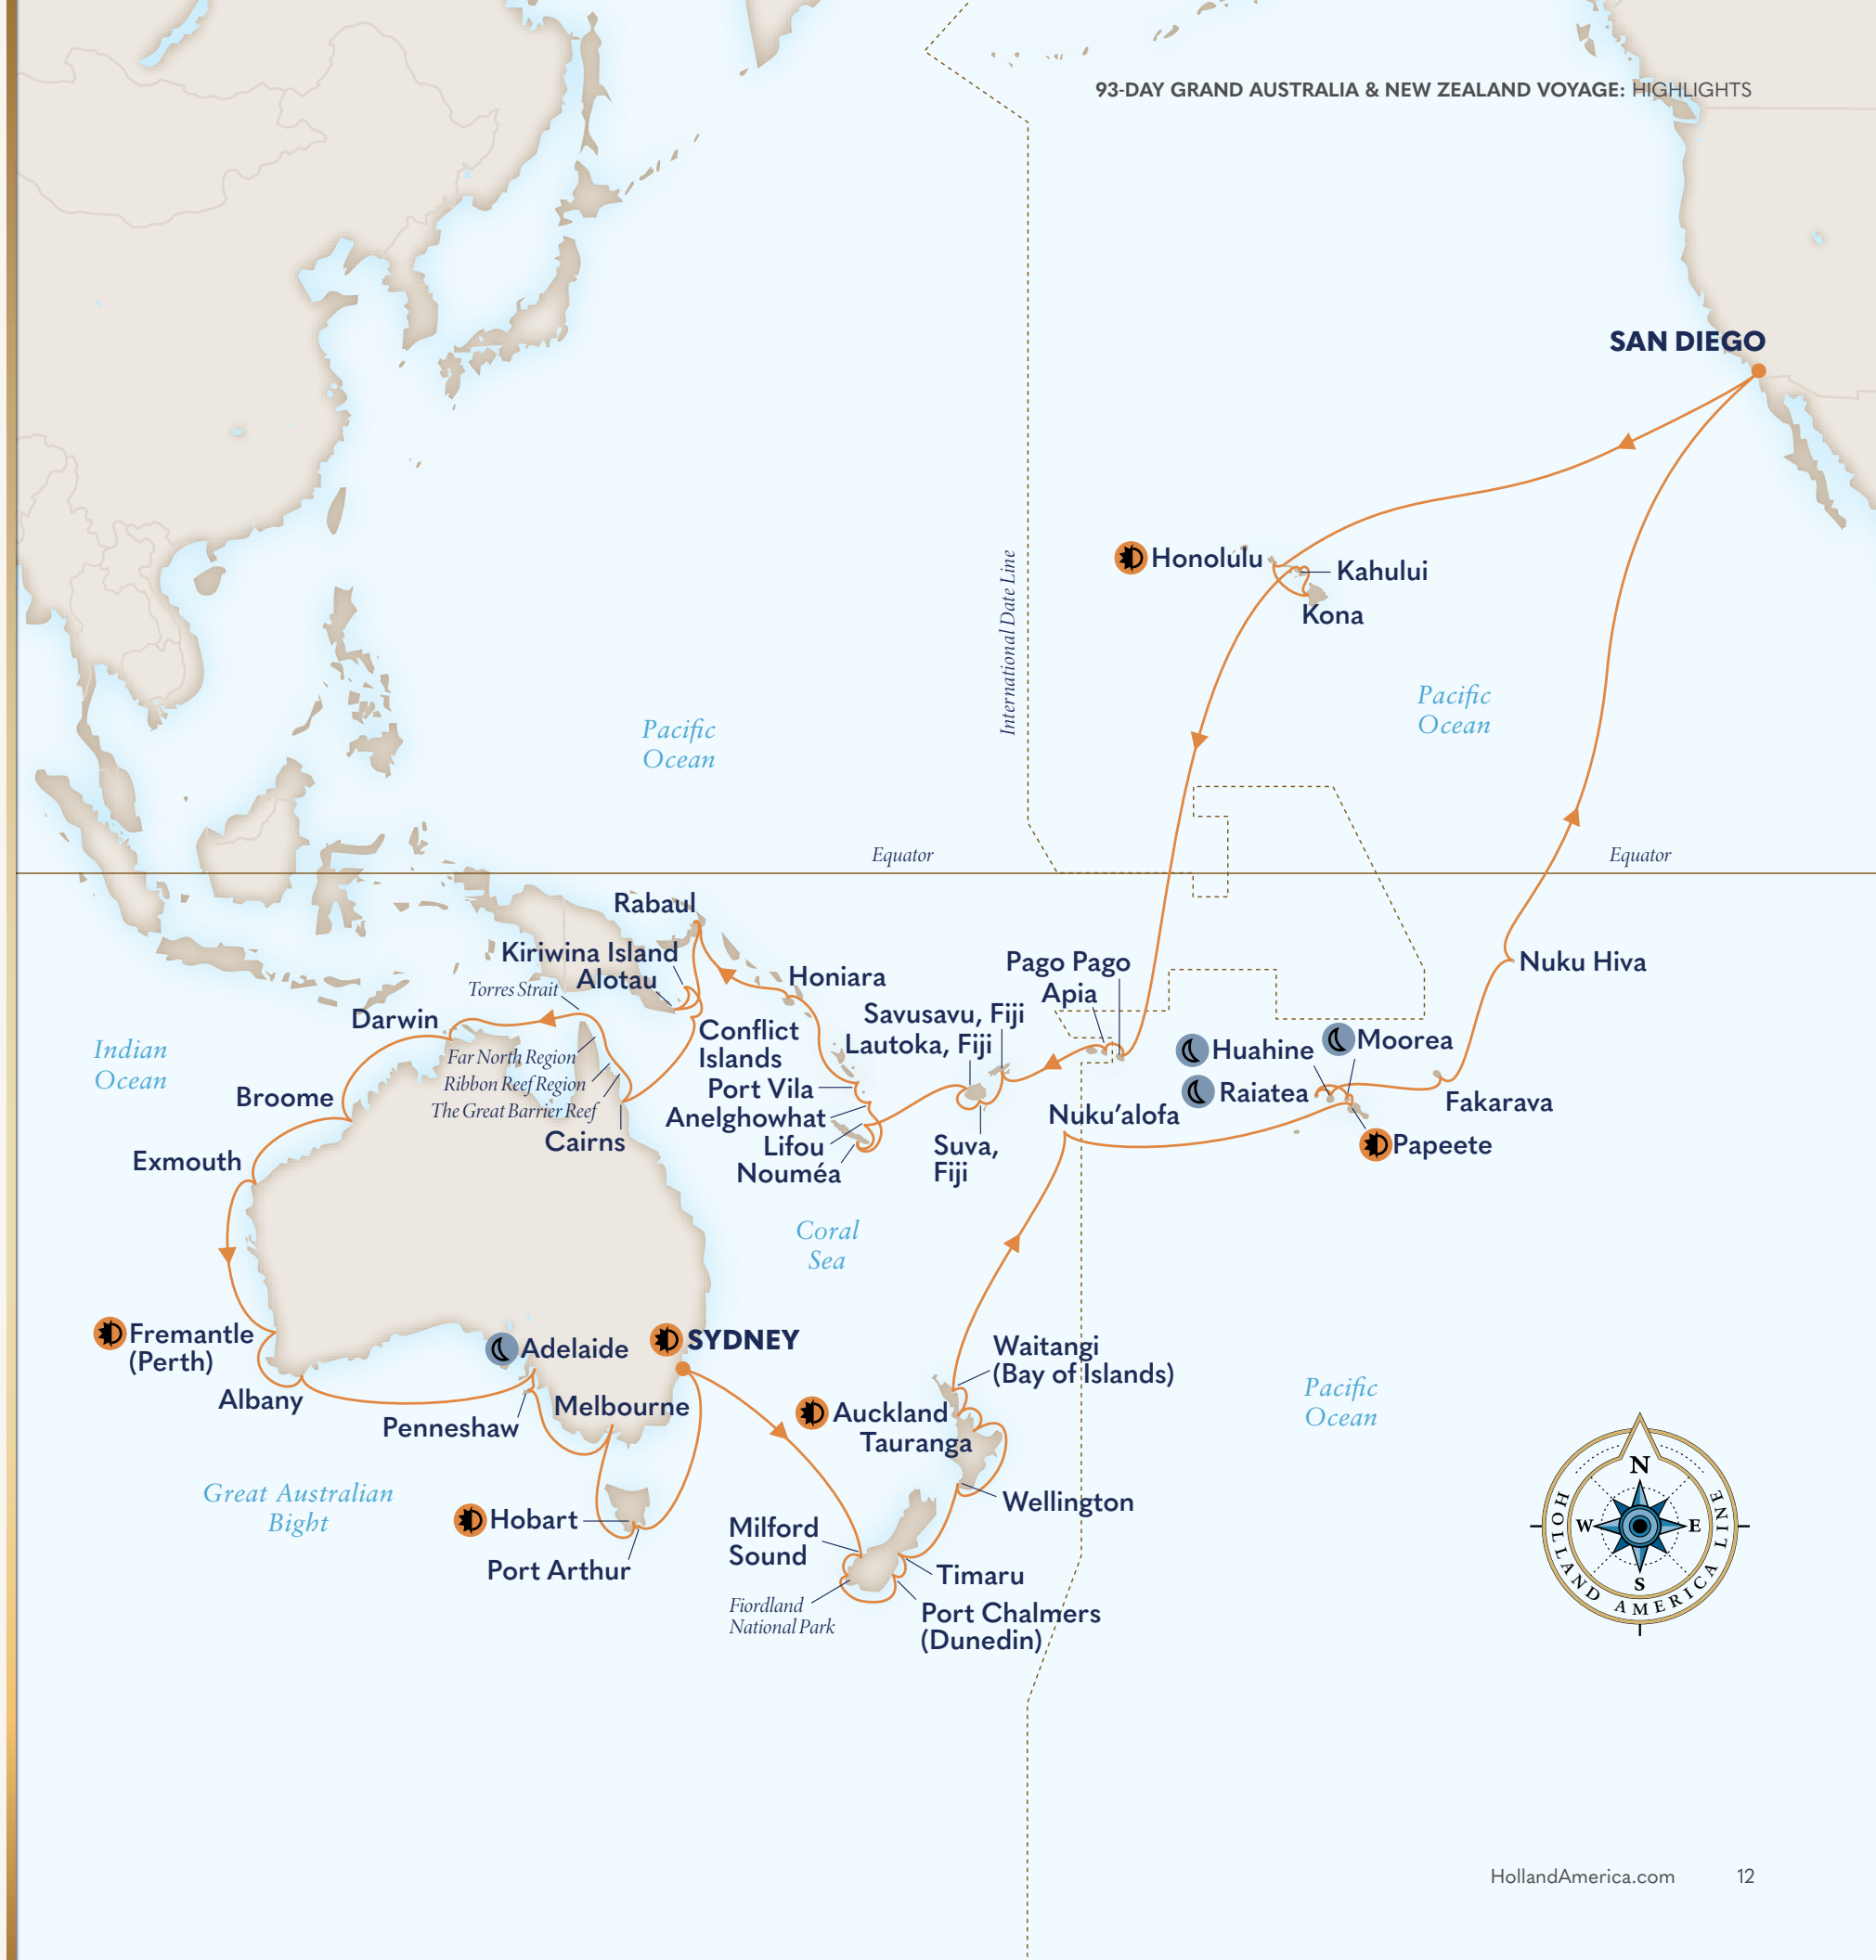 93-DAY GRAND AUSTRALIA & NEW ZEALAND VOYAGE: HIGHLIGHTS
SAN DIEGO
Honolulu
Kahului
Kona
International Date Line
Pacific
Ocean
Pacific
Ocean
Equator
Equator
Rabaul
Kiriwina Island
Alotau
Torres Strait
Honiara
Pago Pago
Apia
Nuku Hiva
Savusavu, Fiji
Lautoka, Fiji
Darwin
Conflict
Islands
Indian
Ocean
Far North Region
Ribbon Reef Region
The Great Barrier Reef
Huahine
Moorea
Raiatea
Port Vila
Anelghowhat
Lifou
Nouméa
Broome
Fakarava
Nuku’alofa
Cairns
Suva,
Fiji
Papeete
Exmouth
Coral
Sea
Fremantle
(Perth)
Adelaide
SYDNEY
Waitangi
(Bay of Islands)
Albany
Melbourne
Penneshaw
Auckland
Tauranga
Pacific
Ocean
Great Australian
Bight
Hobart
Wellington
Milford
Sound
Port Arthur
Timaru
Fiordland
National Park
Port Chalmers
(Dunedin)
N
W
E
S
HOLLAND AMERICA LINE
HollandAmerica.com 12